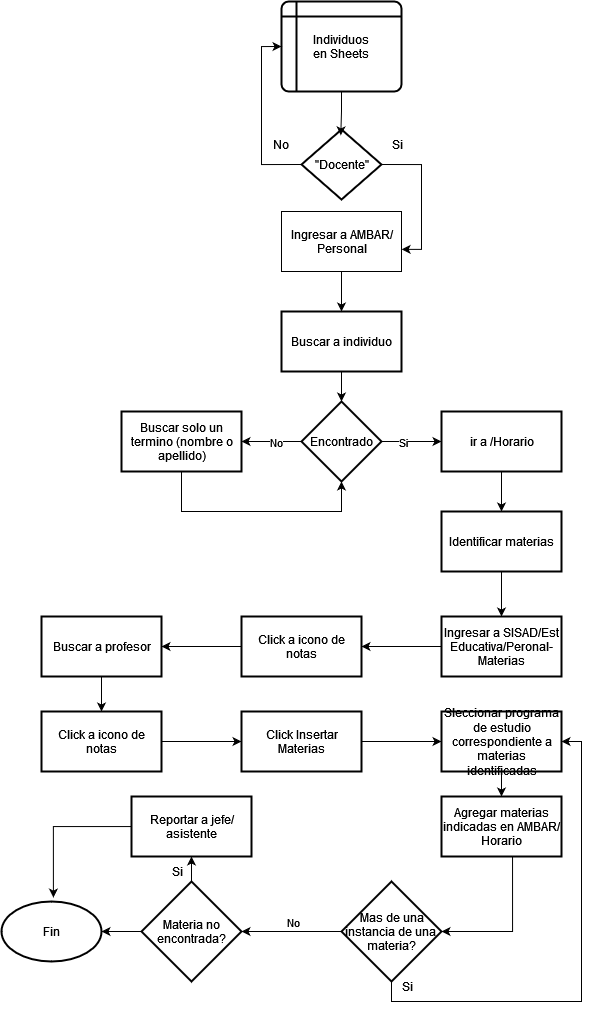 Individuos
en Sheets
No
Si
"Docente"
Ingresar a AMBAR/
Personal
Buscar a individuo
Buscar solo un
termino (nombre o
apellido)
No
Encontrado
Si
ir a /Horario
Identificar materias
Buscar a profesor
Click a icono de
notas
Ingresar a SISAD/Est
Educativa/Peronal-
Materias
Click a icono de
notas
Click Insertar
Materias
Sleccionar programa
de estudio
correspondiente a
materias
identificadas
Reportar a jefe/
asistente
Agregar materias
indicadas en AMBAR/
Horario
Si
Fin
Materia no
encontrada?
No
Mas de una
instancia de una
materia?
Si